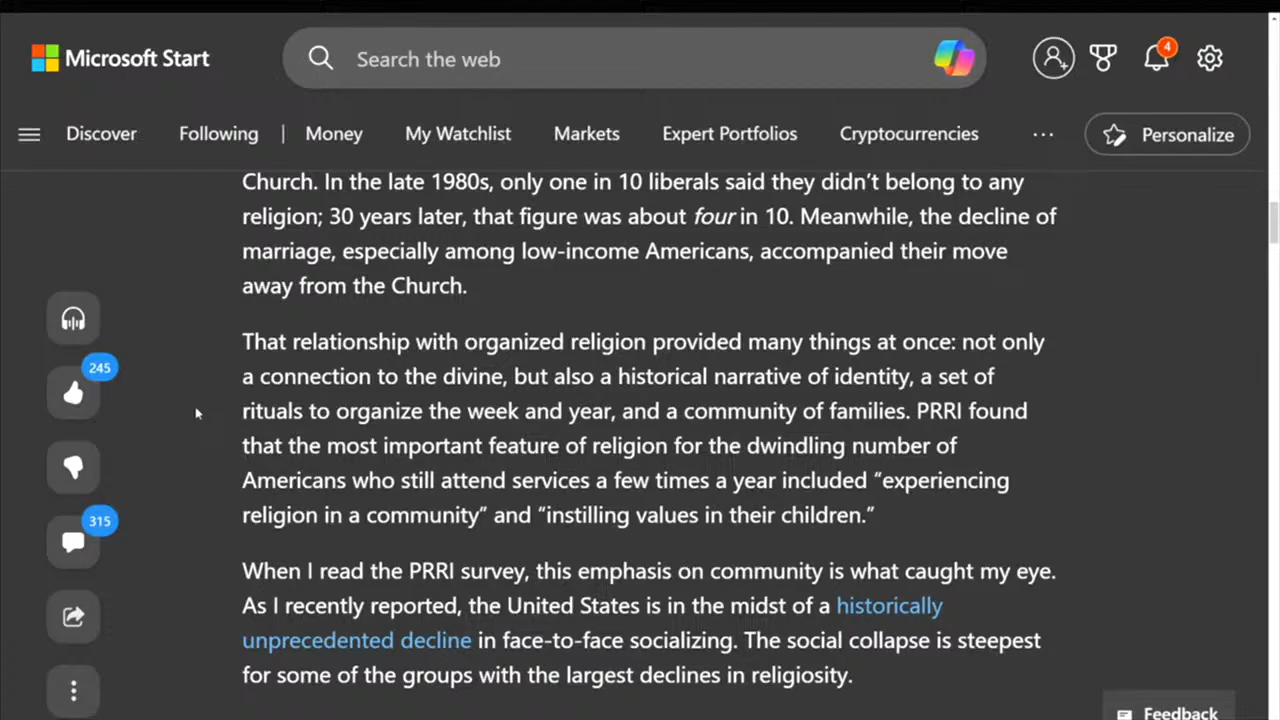 Microsoft Start
Search the web
4
Discover
Following
Money
My Watchlist
Markets
Expert Portfolios
Cryptocurrencies
...
Personalize
Church. In the late 1980s, only one in 10 liberals said they didn’t belong to any
religion; 30 years later, that figure was about four in 10. Meanwhile, the decline of
marriage, especially among low-income Americans, accompanied their move
away from the Church.
That relationship with organized religion provided many things at once: not only
a connection to the divine, but also a historical narrative of identity, a set of
rituals to organize the week and year, and a community of families. PRRI found
that the most important feature of religion for the dwindling number of
Americans who still attend services a few times a year included “experiencing
religion in a community” and “instilling values in their children.”
When I read the PRRI survey, this emphasis on community is what caught my eye.
As I recently reported, the United States is in the midst of a historically
unprecedented decline in face-to-face socializing. The social collapse is steepest
for some of the groups with the largest declines in religiosity.
245
315
Feedback